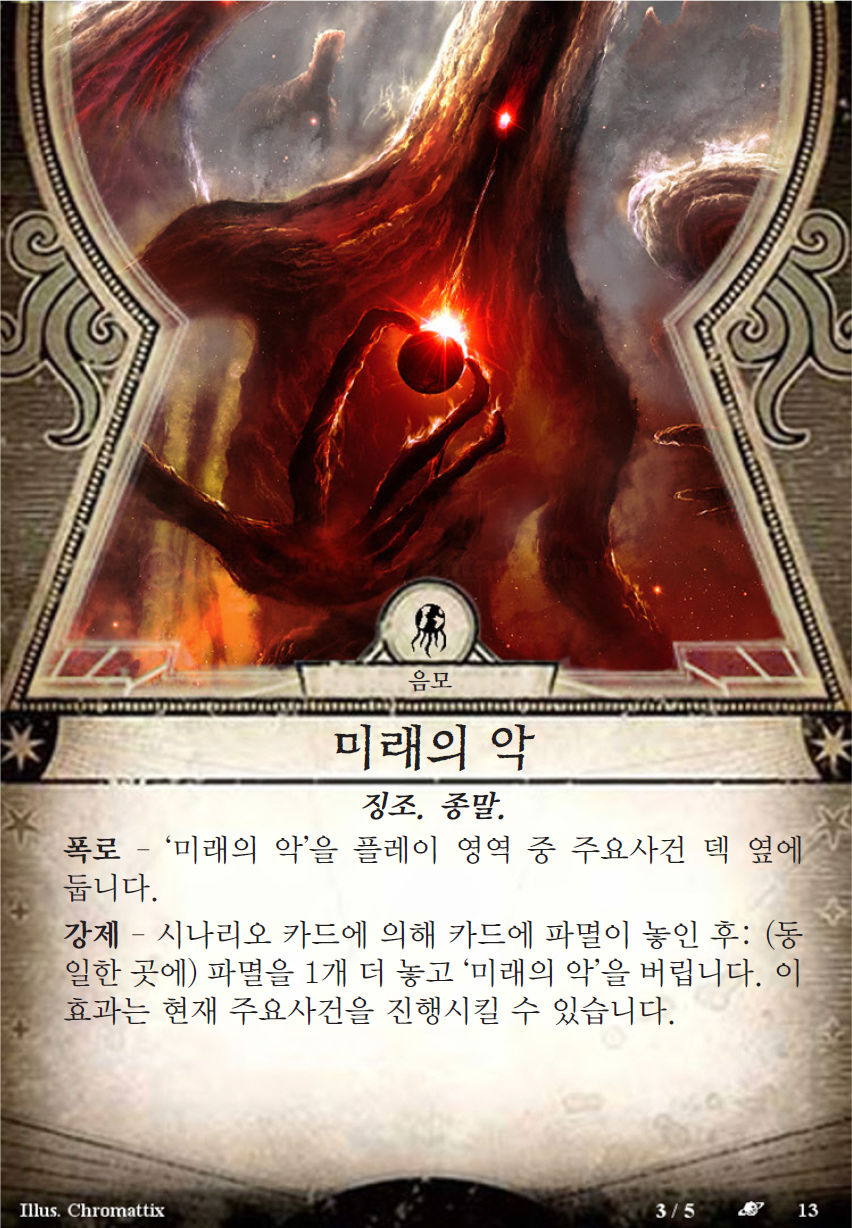 음모
미래의 악
징조. 종말.
폭로 - ‘미래의 악’을 플레이 영역 중 주요사건 덱 옆에
둡니다.
강제 - 시나리오 카드에 의해 카드에 파멸이 놓인 후: (동
일한 곳에) 파멸을 1개 더 놓고 ‘미래의 악’을 버립니다. 이
효과는 현재 주요사건을 진행시킬 수 있습니다.
Illus. Chromattix 3 / 5 13